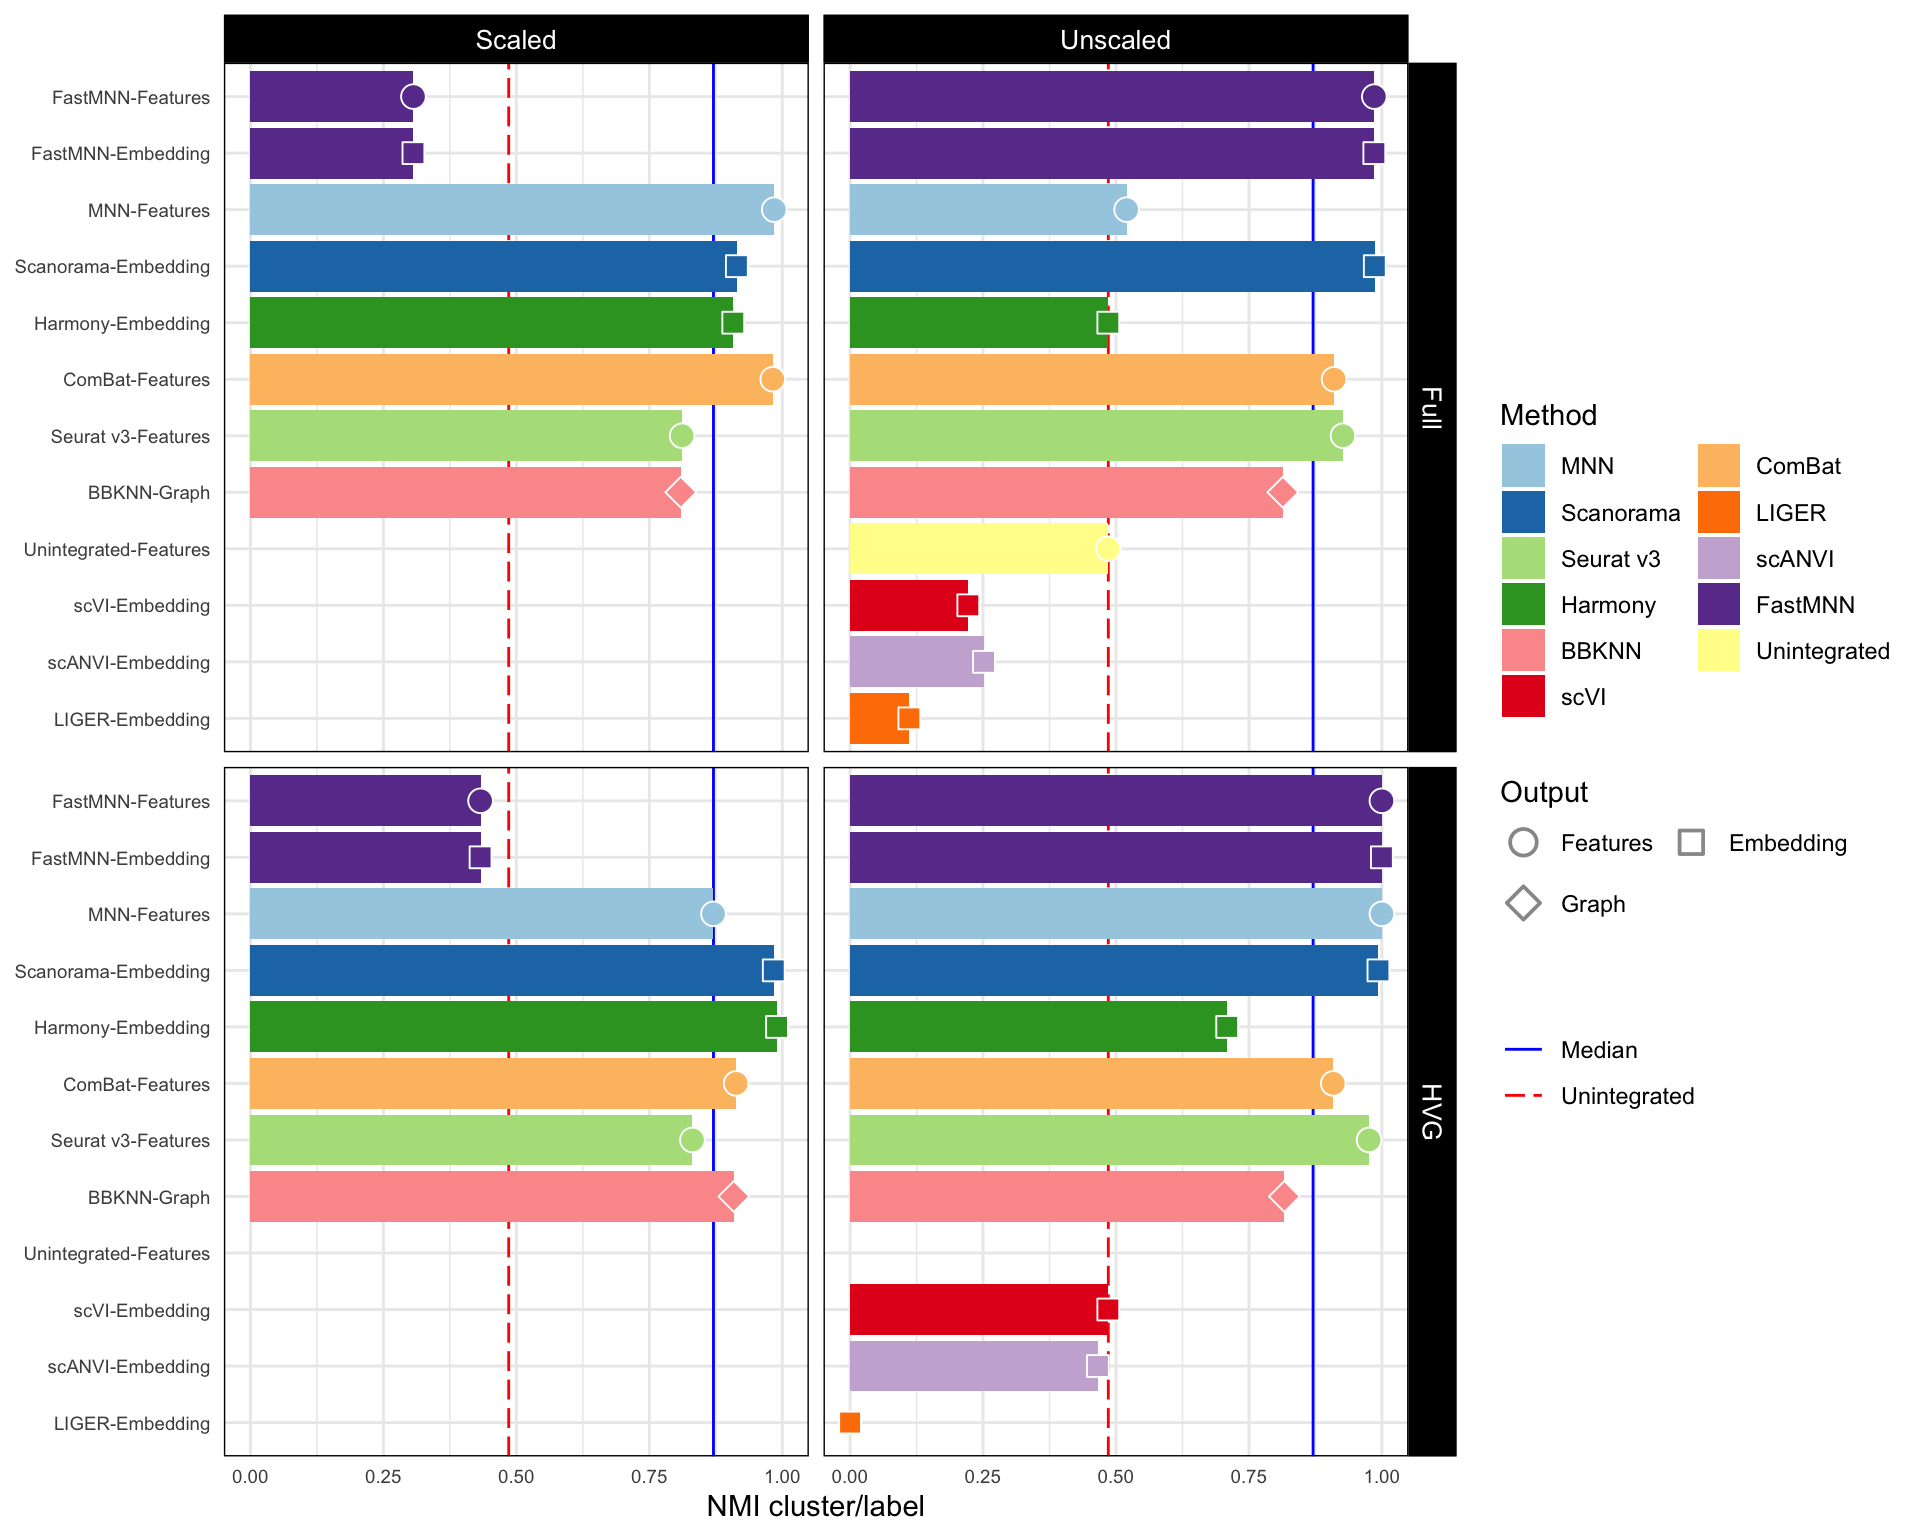 Scaled
Unscaled
FastMNN-Features
FastMNN-Embedding
MNN-Features
Scanorama-Embedding
Harmony-Embedding
ComBat-Features
Seurat v3-Features
BBKNN-Graph
Unintegrated-Features
scVI-Embedding
scANVI-Embedding
LIGER-Embedding
Full
FastMNN-Features
FastMNN-Embedding
MNN-Features
Scanorama-Embedding
Harmony-Embedding
ComBat-Features
Seurat v3-Features
BBKNN-Graph
Unintegrated-Features
scVI-Embedding
scANVI-Embedding
LIGER-Embedding
HVG
0.00 0.25 0.50 0.75 1.00
0.00 0.25 0.50 0.75 1.00
NMI cluster/label
Method
MNN ComBat
Scanorama LIGER
Seurat v3 scANVI
Harmony FastMNN
BBKNN Unintegrated
scVI
Output
Features Embedding
Graph
Median
Unintegrated